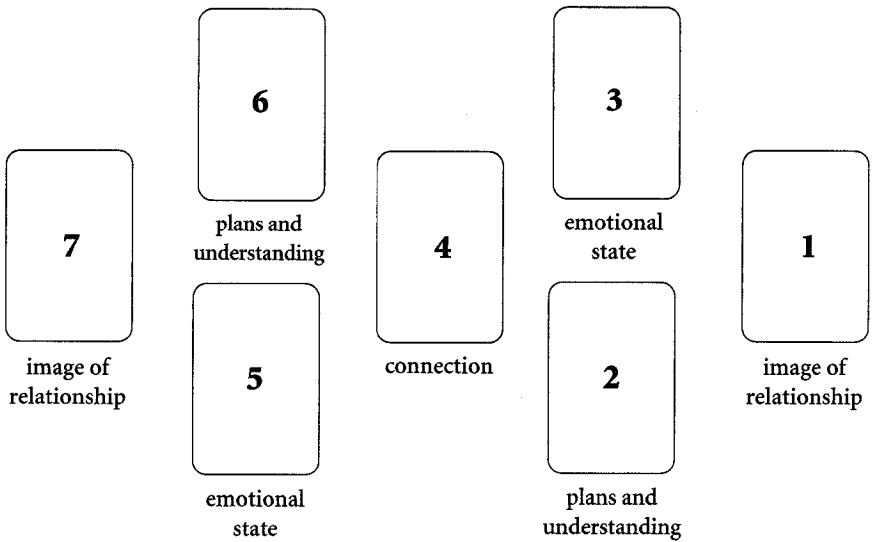 6
plans and
understanding
3
emotional
state
7
image of
relationship
4
connection
1
image of
relationship
5
emotional
state
2
plans and
understanding